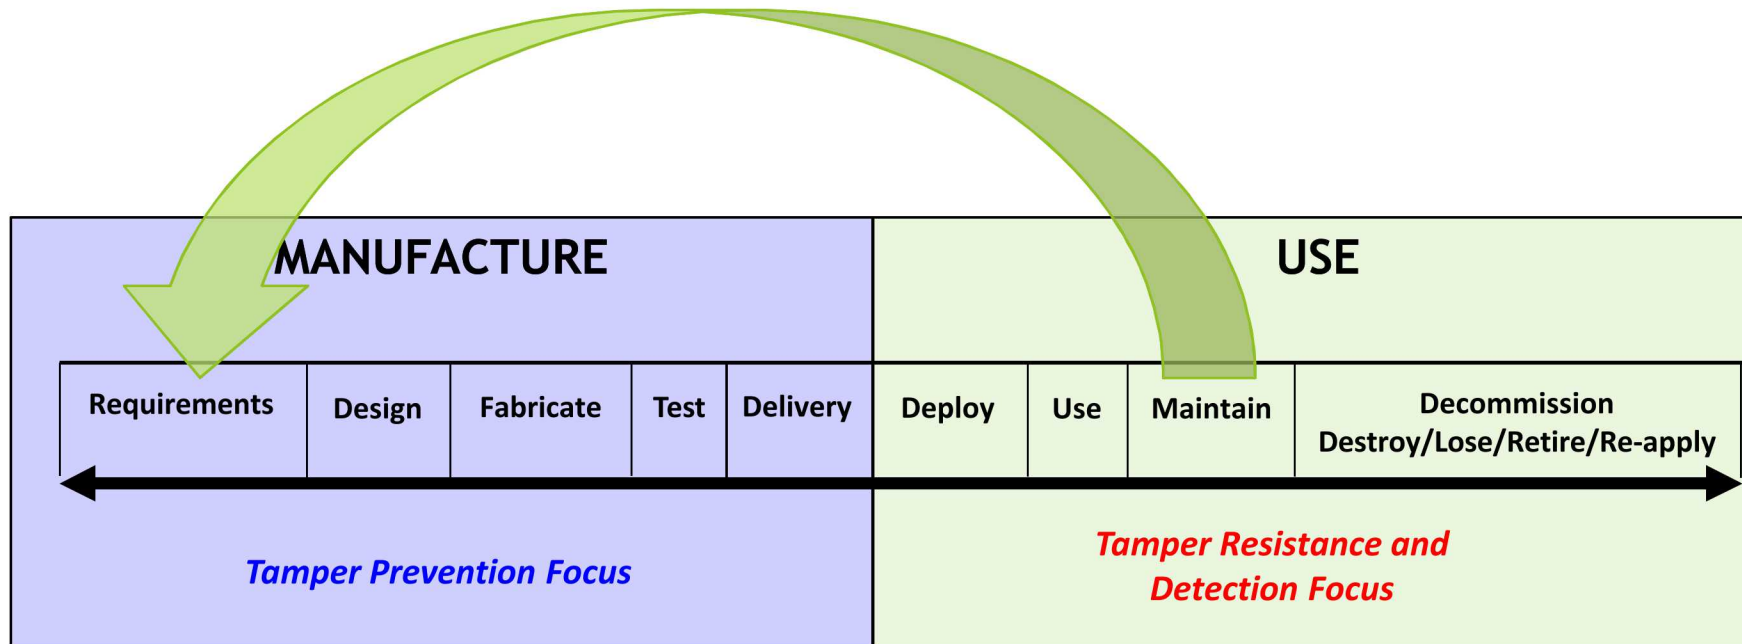 MANUFACTURE
USE
Requirements
Design
Fabricate
Test
Delivery
Deploy
Use
Maintain
Decommission
Destroy/Lose/Retire/Re-apply
Tamper Prevention Focus
Tamper Resistance and
Detection Focus